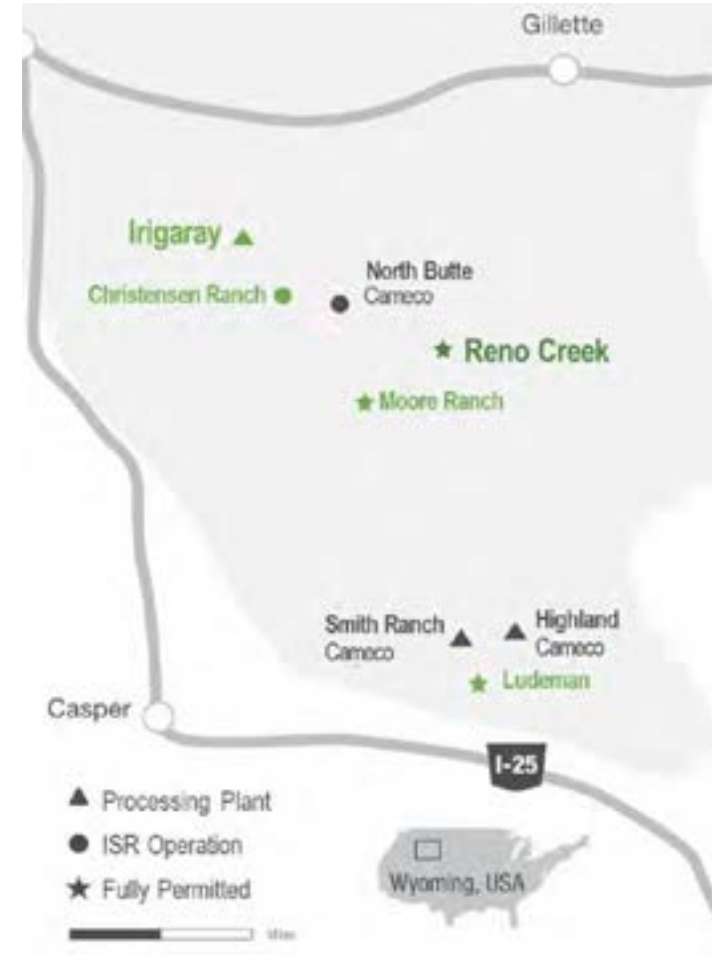 Gillette
Irigaray
North Butte
Christensen Ranch
Cameco
Reno Creek
Moore Ranch
Smith Ranch
Cameco
Highland
Cameco
Ludeman
Casper
I-25
Processing Plant
ISR Operation
Fully Permitted
Wyoming, USA
Miles